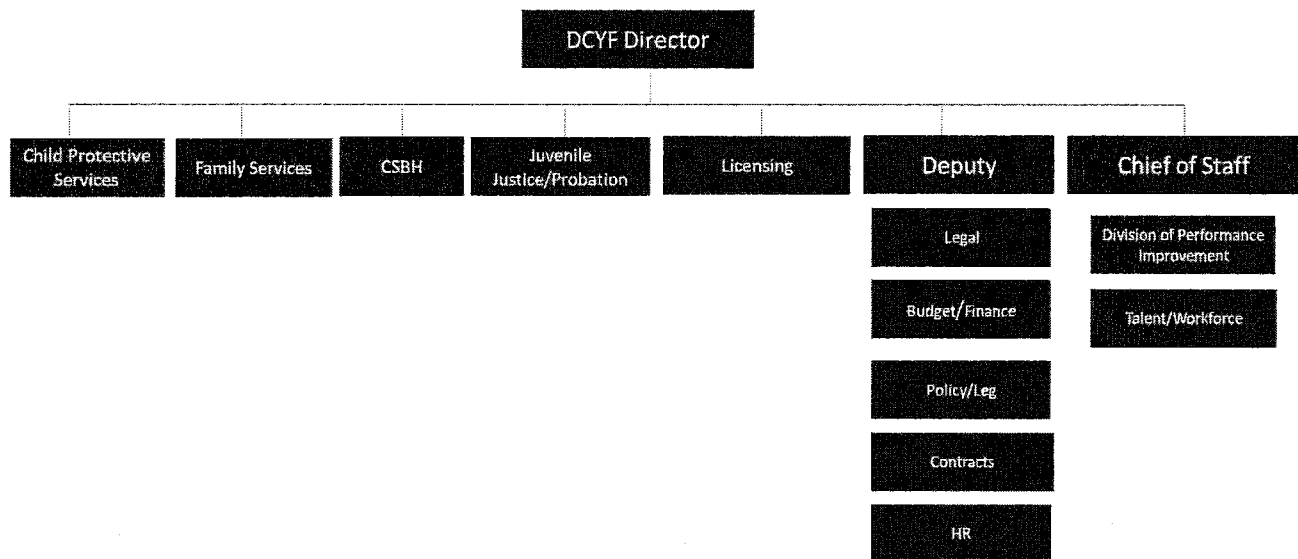 DCYF Director
Child Protective
Services
Family Services
CSBH
Juvenile
Justice/Probation
Licensing
Deputy
Chief of Staff
Legal
Budget/Finance
Policy/Leg
Contracts
HR
Division of Performance
Improvement
Talent/Workforce